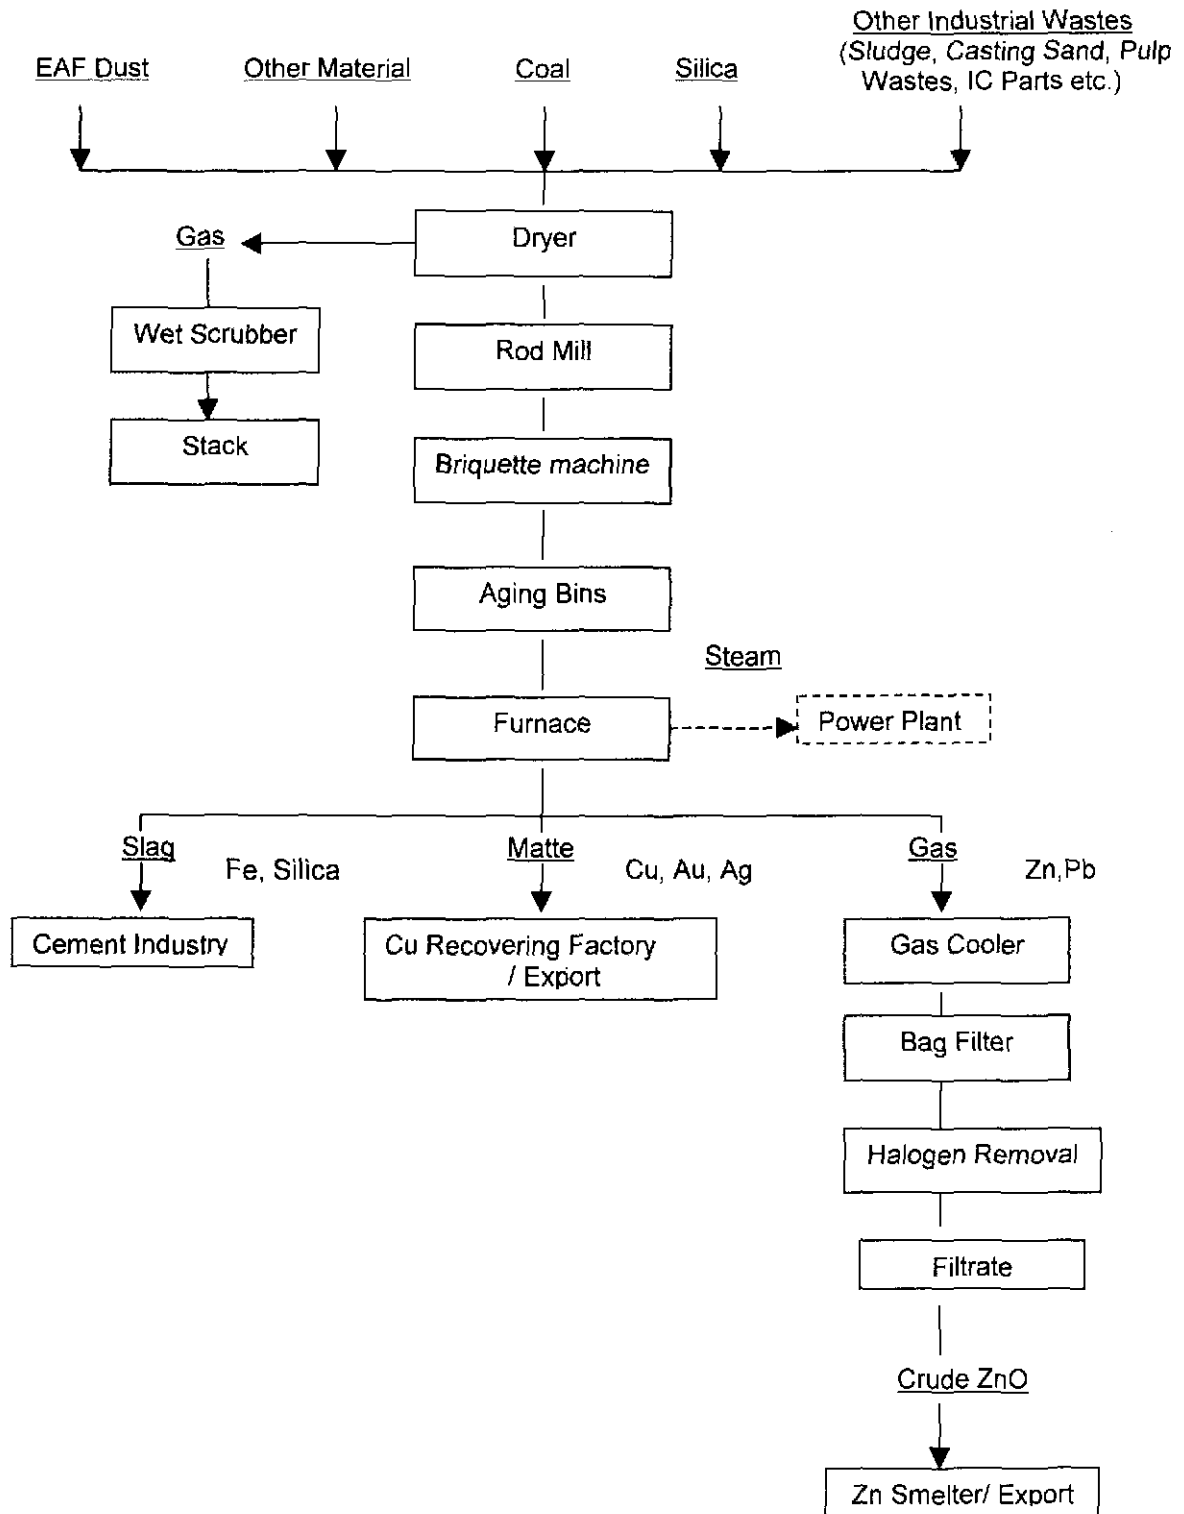 Other Industrial Wastes
(Sludge, Casting Sand, Pulp
Wastes, IC Parts etc.)
EAF Dust
Other Material
Coal
Silica
Gas
Dryer
Wet Scrubber
Rod Mill
Stack
Briquette machine
Aging Bins
Steam
Furnace
Power Plant
Slag
Matte
Gas
Fe, Silica
Cu, Au, Ag
Zn,Pb
Cement Industry
Cu Recovering Factory
/ Export
Gas Cooler
Bag Filter
Halogen Removal
Filtrate
Crude ZnO
Zn Smelter/ Export